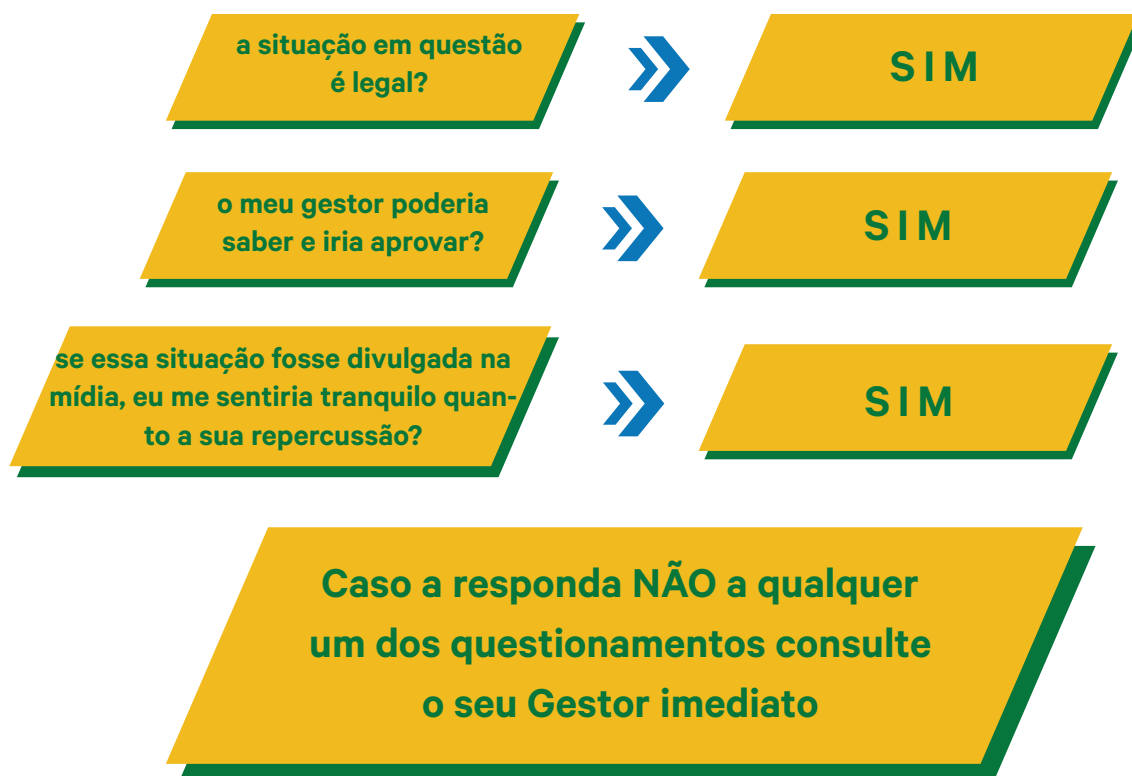 a situação em questão
é legal?
SIM
o meu gestor poderia
saber e iria aprovar?
SIM
se essa situação fosse divulgada na
mídia, eu me sentiria tranquilo quan-
to a sua repercussão?
SIM
Caso a responda NÃO a qualquer
um dos questionamentos consulte
o seu Gestor imediato